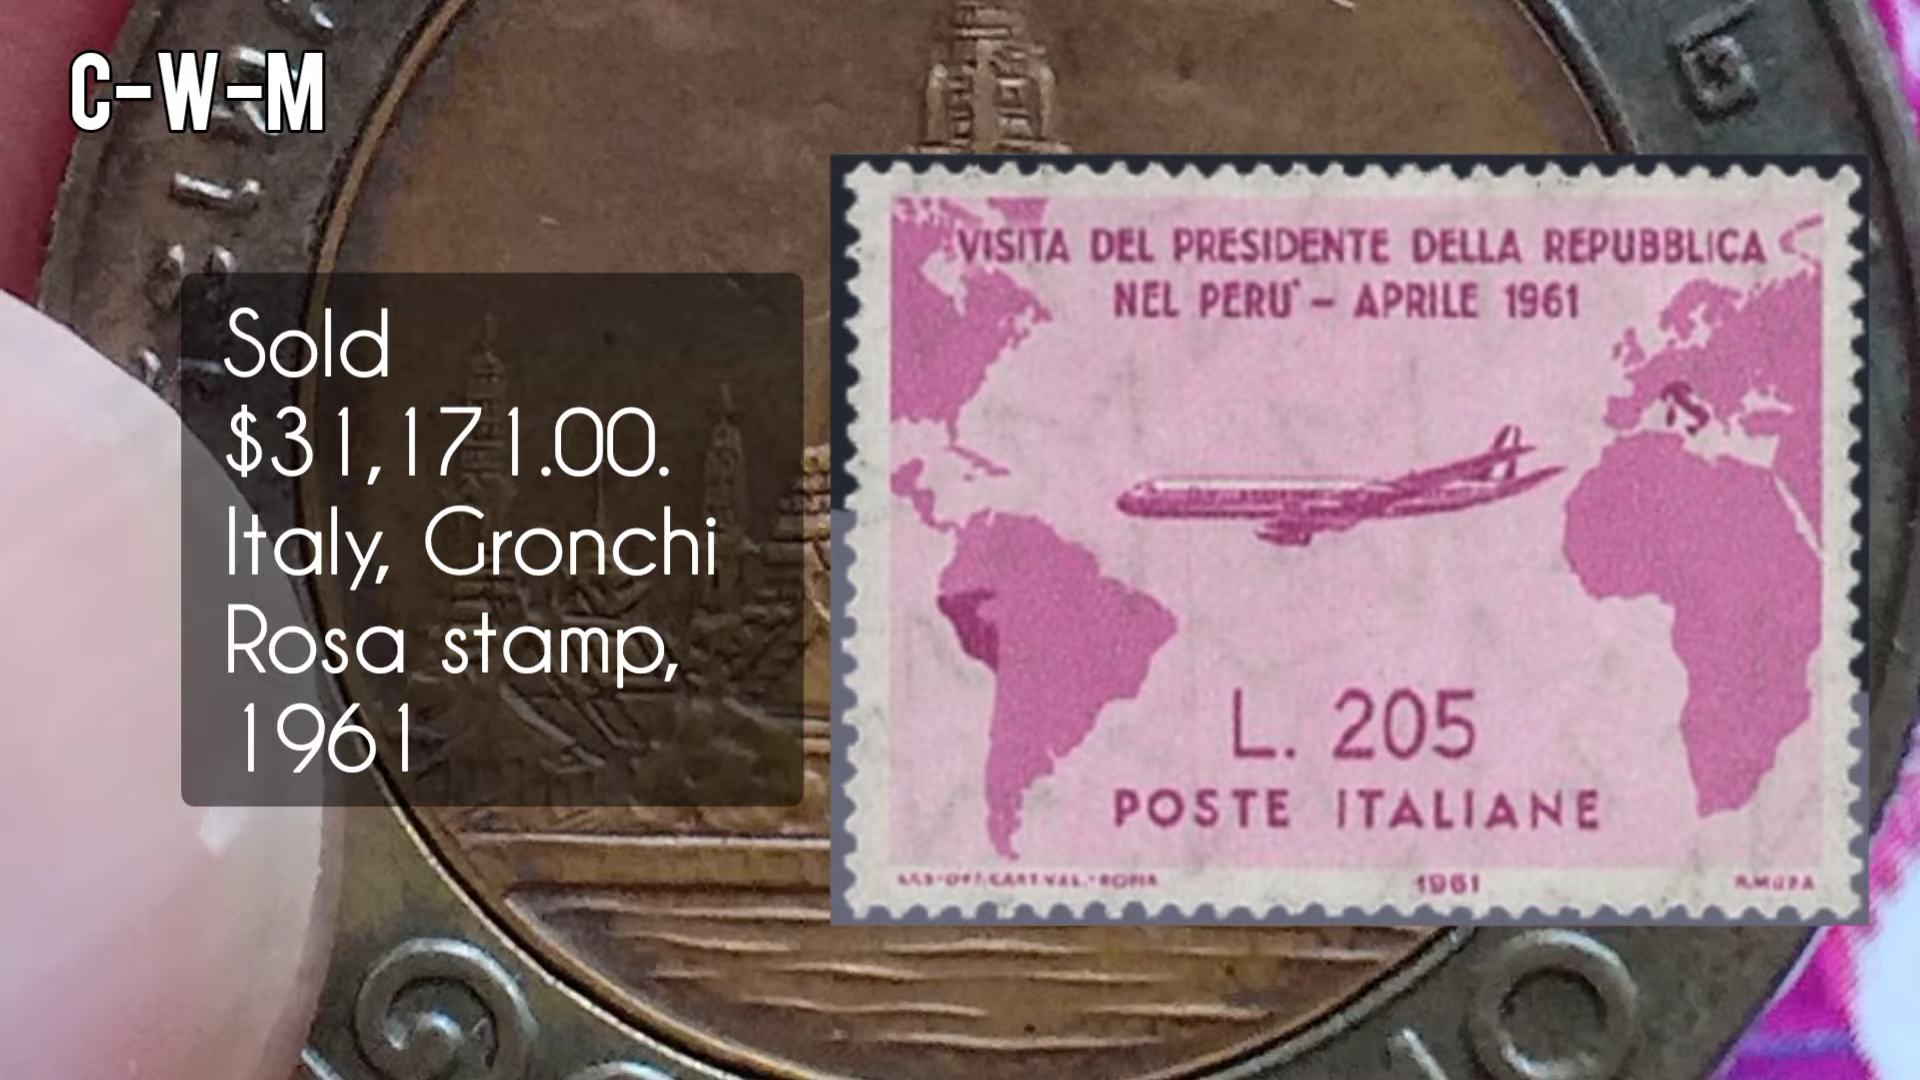 C-W-M
Sold
$31,171.00.
Italy, Gronchi
Rosa stamp,
1961
VISITA DEL PRESIDENTE DELLA REPUBBLICA
NEL PERU' - APRILE 1961
L. 205
POSTE ITALIANE
1961
10